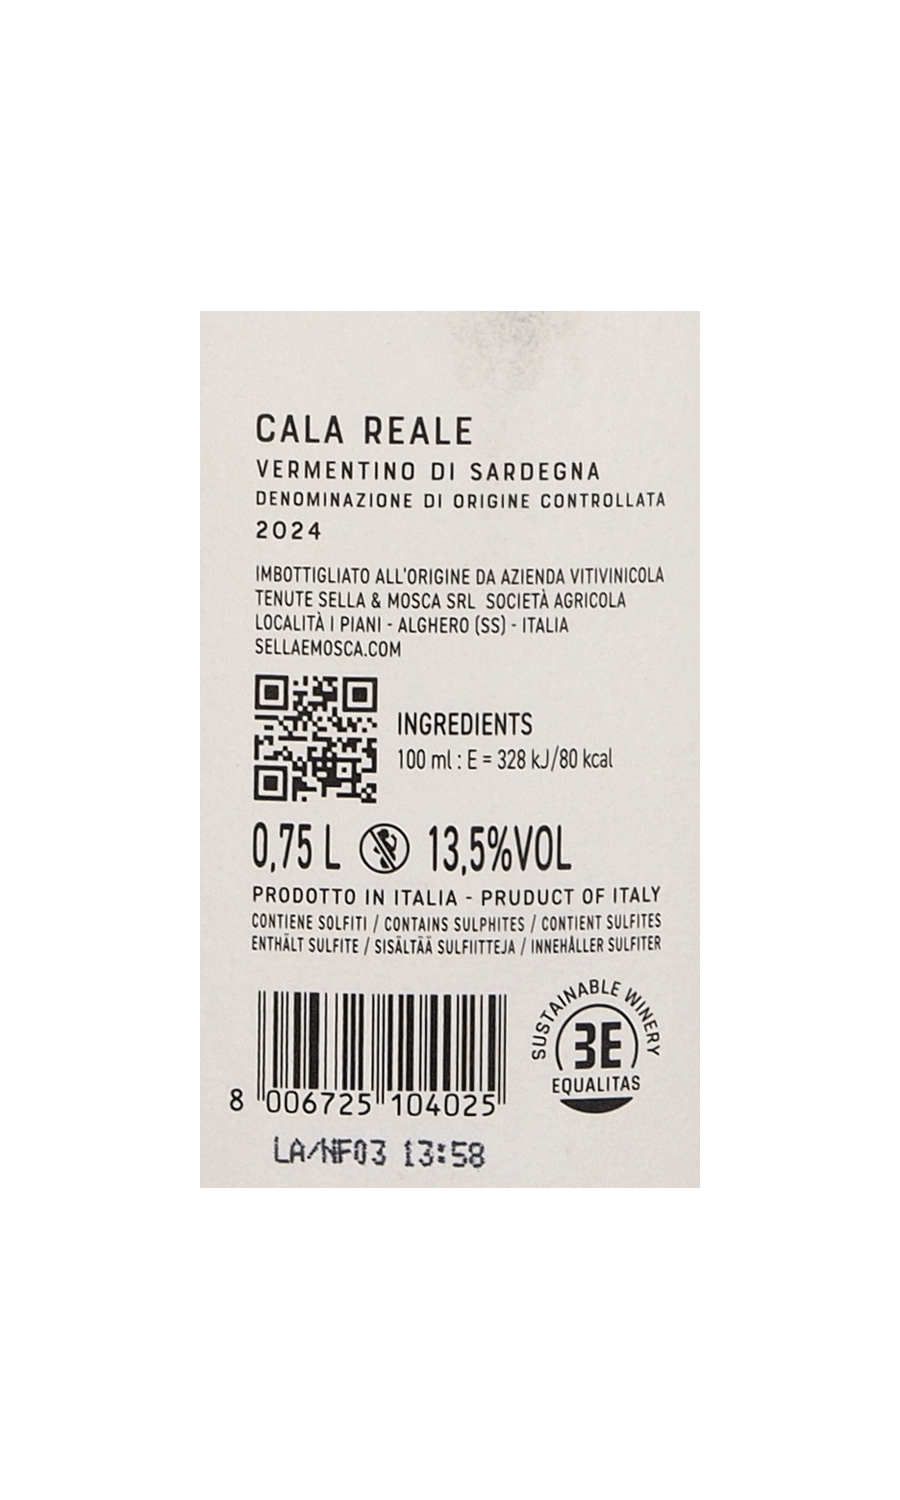 CALA REALE
VERMENTINO DI SARDEGNA
DENOMINAZIONE DI ORIGINE CONTROLLATA
2024
IMBOTTIGLIATO ALL'ORIGINE DA AZIENDA VITIVINICOLA
TENUTE SELLA & MOSCA SRL SOCIETÀ AGRICOLA
LOCALITÀ I PIANI - ALGHERO (SS) - ITALIA
SELLAEMOSCA.COM
INGREDIENTS
100 ml : E = 328 kJ/80 kcal
0,75 L 13,5%VOL
PRODOTTO IN ITALIA - PRUDUCT OF ITALY
CONTIENE SOLFITI / CONTAINS SULPHITES / CONTIENT SULFITES
ENTHÄLT SULFITE / SISÄLTÄÄ SULFIITTEJA / INNEHÅLLER SULFITER
SUSTAINABLE WINERY
3E
EQUALITAS
8 006725 104025
LA/NF03 13:58